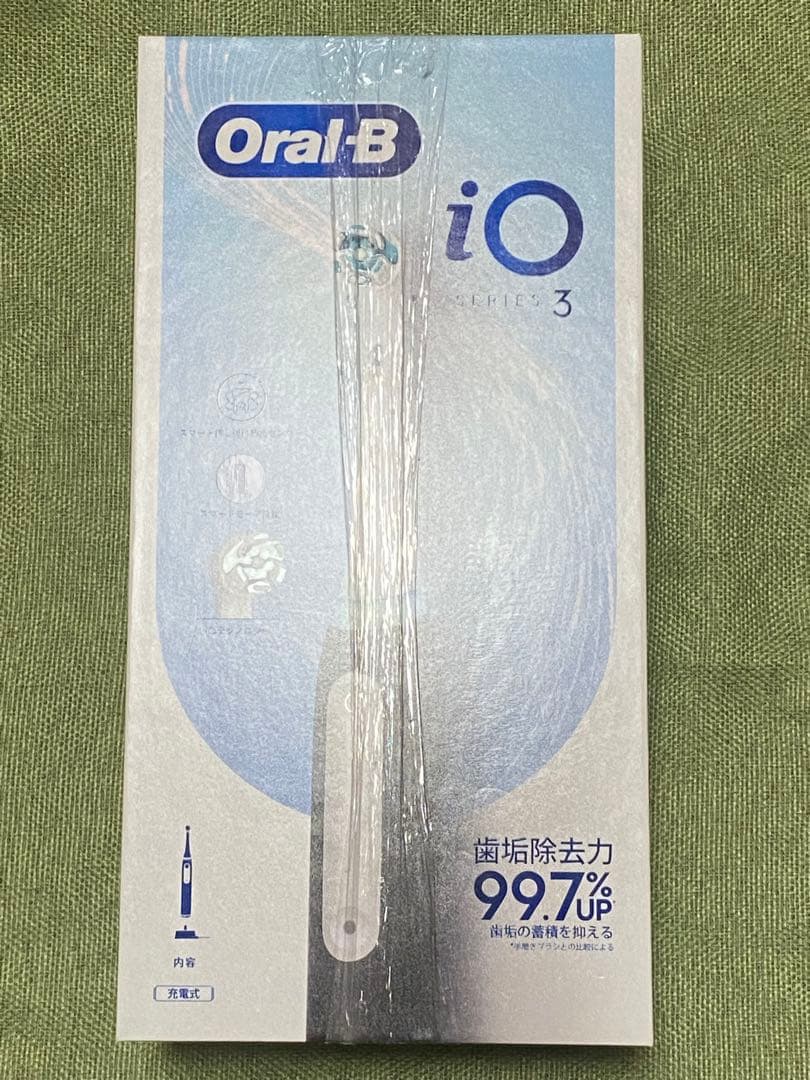 Oral-B
iO
SERIES 3
歯垢除去力
99.7%UP*
歯垢の蓄積を抑える
*手磨きブラシとの比較による
内容
充電式